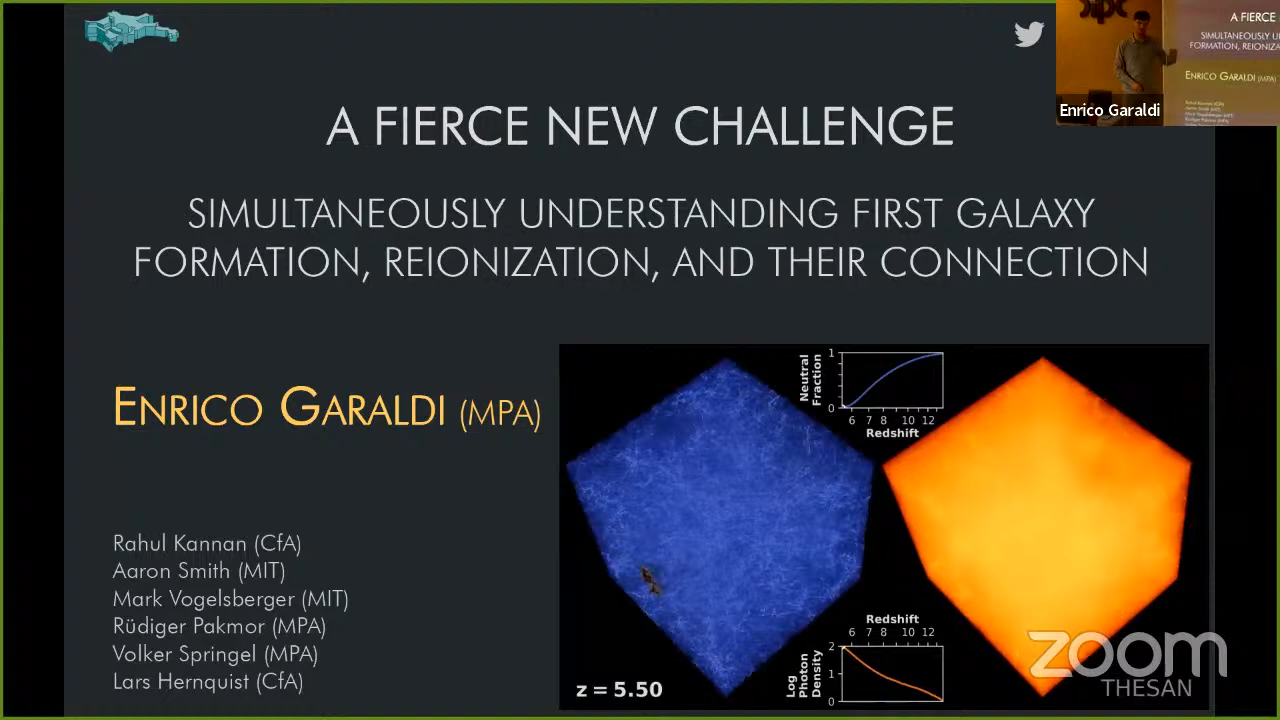 A FIERCE NEW CHALLENGE
SIMULTANEOUSLY UNDERSTANDING FIRST GALAXY
FORMATION, REIONIZATION, AND THEIR CONNECTION
ENRICO GARALDI (MPA)
Rahul Kannan (CfA)
Aaron Smith (MIT)
Mark Vogelsberger (MIT)
Rüdiger Pakmor (MPA)
Volker Springel (MPA)
Lars Hernquist (CfA)
Neutral
Fraction
1
0
6 7 8 10 12
Redshift
Redshift
6 7 8 10 12
Log
Photon
Density
2
1
0
z = 5.50
zoom
THESAN
Enrico Garaldi
A FIERCE
SIMULTANEOUSLY
FORMATION, REIONIZA
ENRICO GARALDI (MPA)